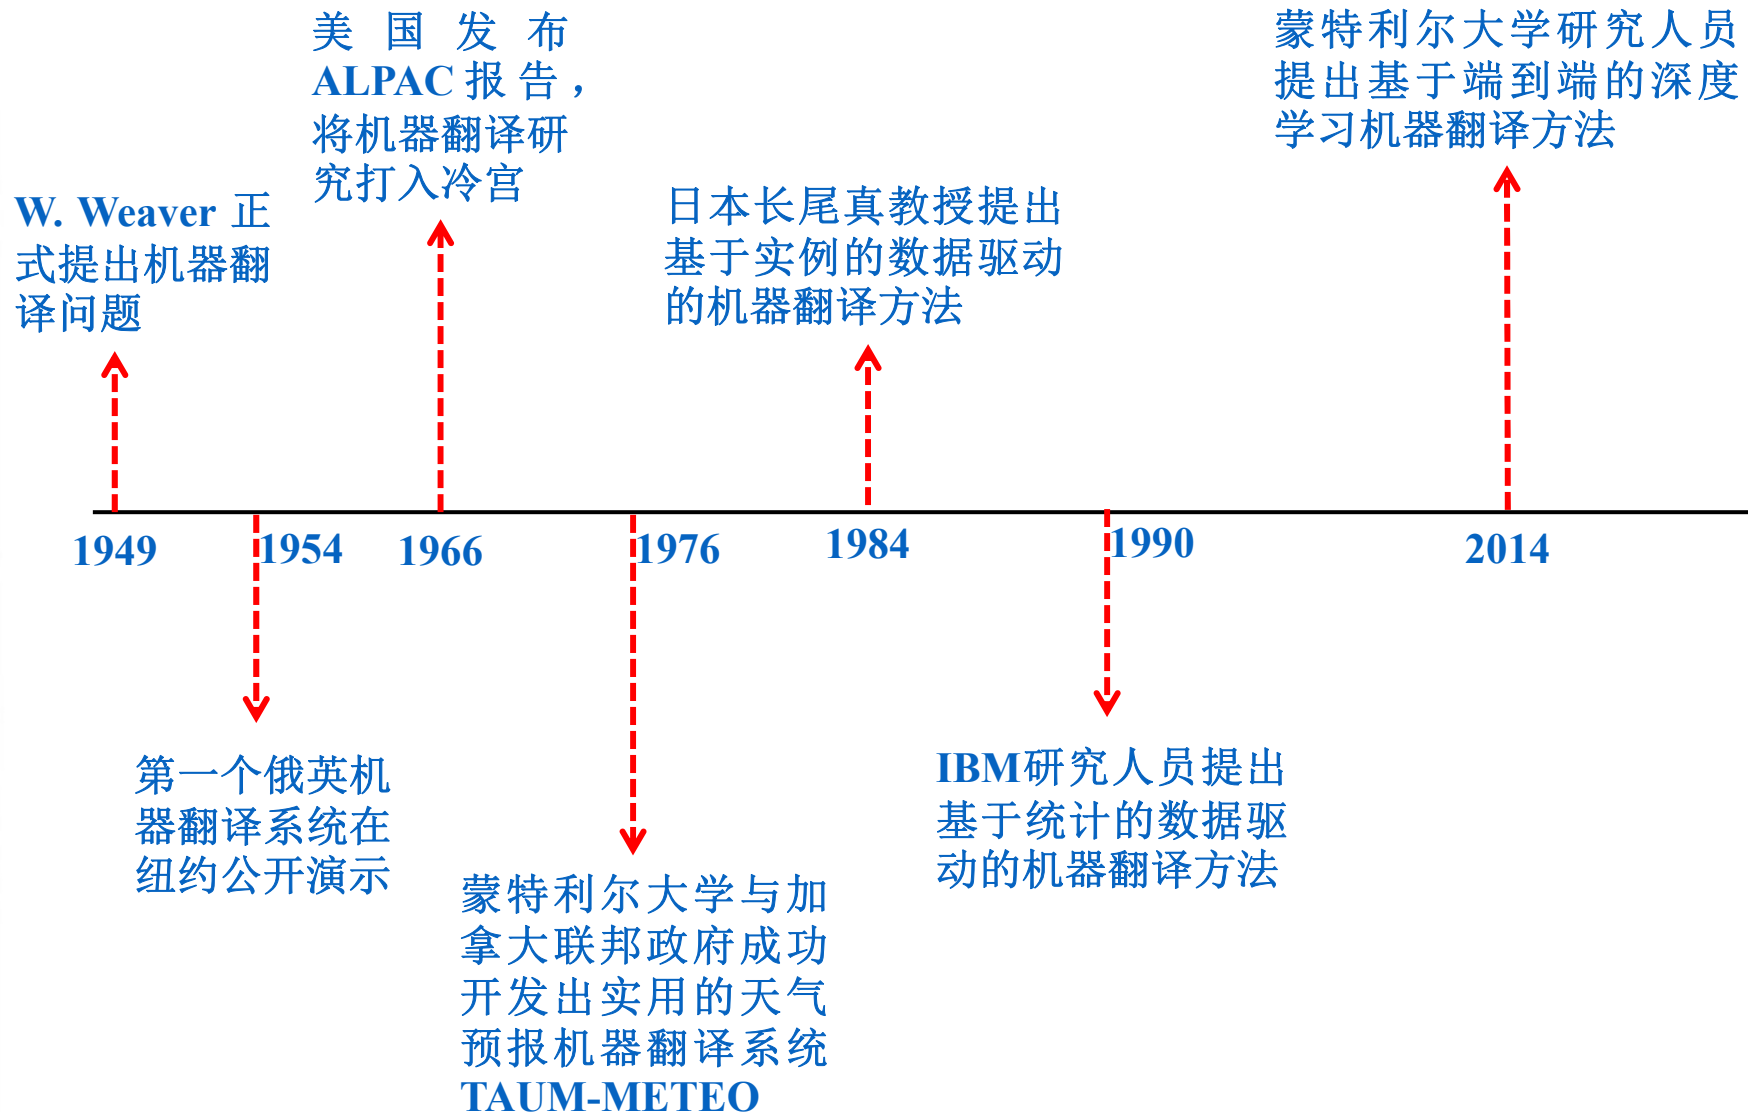 美国发布
ALPAC报告，
将机器翻译研
究打入冷宫
蒙特利尔大学研究人员
提出基于端到端的深度
学习机器翻译方法
W. Weaver 正
式提出机器翻
译问题
日本长尾真教授提出
基于实例的数据驱动
的机器翻译方法
1949
1954
1966
1976
1984
1990
2014
第一个俄英机
器翻译系统在
纽约公开演示
蒙特利尔大学与加
拿大联邦政府成功
开发出实用的天气
预报机器翻译系统
TAUM-METEO
IBM研究人员提出
基于统计的数据驱
动的机器翻译方法